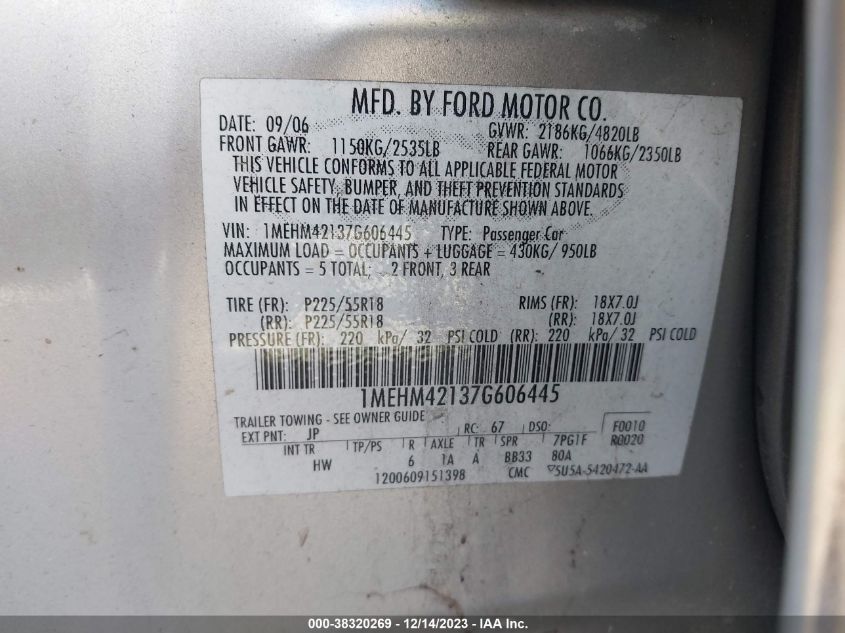 MFD. BY FORD MOTOR CO.
DATE: 09/06 GVWR: 2186KG/4820LB
FRONT GAWR: 1150KG/2535LB REAR GAWR: 1066KG/2350LB
THIS VEHICLE CONFORMS TO ALL APPLICABLE FEDERAL MOTOR
VEHICLE SAFETY, BUMPER, AND THEFT PREVENTION STANDARDS
IN EFFECT ON THE DATE OF MANUFACTURE SHOWN ABOVE.
VIN: 1MEHM42137G606445 TYPE: Passenger Car
MAXIMUM LOAD = OCCUPANTS + LUGGAGE = 430KG/ 950LB
OCCUPANTS = 5 TOTAL; 2 FRONT, 3 REAR
TIRE (FR): P225/55R18 RIMS (FR): 18X7.0J
(RR): P225/55R18 (RR): 18X7.0J
PRESSURE (FR): 220 kPa/ 32 PSI COLD (RR): 220 kPa/ 32 PSI COLD
1MEHM42137G606445
TRAILER TOWING - SEE OWNER GUIDE
EXT PNT: JP RC: 67 DSO: F0010
INT TR TP/PS R AXLE TR SPR 7PG1F R0020
HW 6 1A A BB33 80A
1200609151398 CMC ▽5U5A-5420472-AA
000-38320269 - 12/14/2023 - IAA Inc.